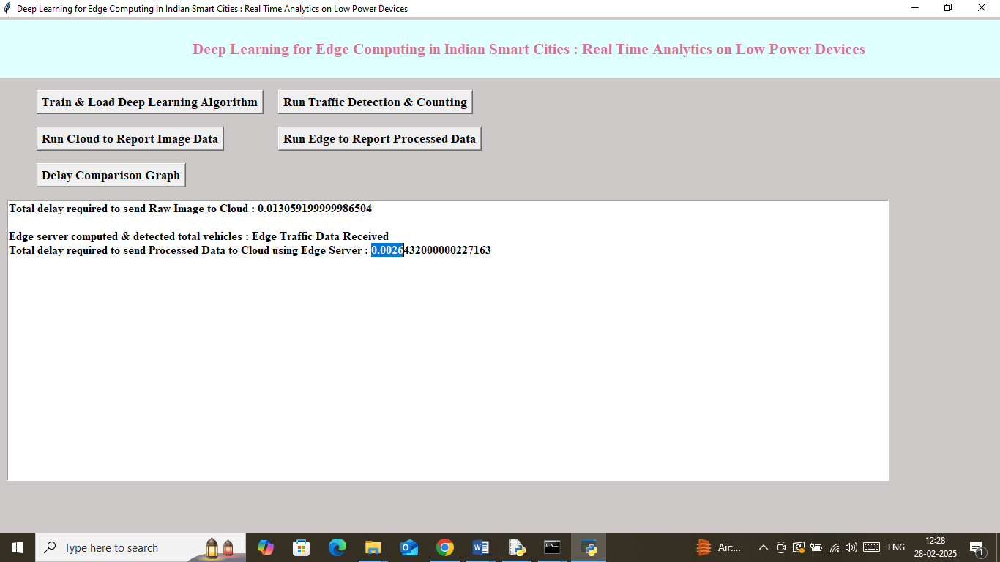 Deep Learning for Edge Computing in Indian Smart Cities : Real Time Analytics on Low Power Devices
Deep Learning for Edge Computing in Indian Smart Cities : Real Time Analytics on Low Power Devices
Train & Load Deep Learning Algorithm
Run Traffic Detection & Counting
Run Cloud to Report Image Data
Run Edge to Report Processed Data
Delay Comparison Graph
Total delay required to send Raw Image to Cloud : 0.013059199999986504
Edge server computed & detected total vehicles : Edge Traffic Data Received
Total delay required to send Processed Data to Cloud using Edge Server : 0.0026432000000227163
Type here to search
Air:...
ENG
12:28
28-02-2025
1